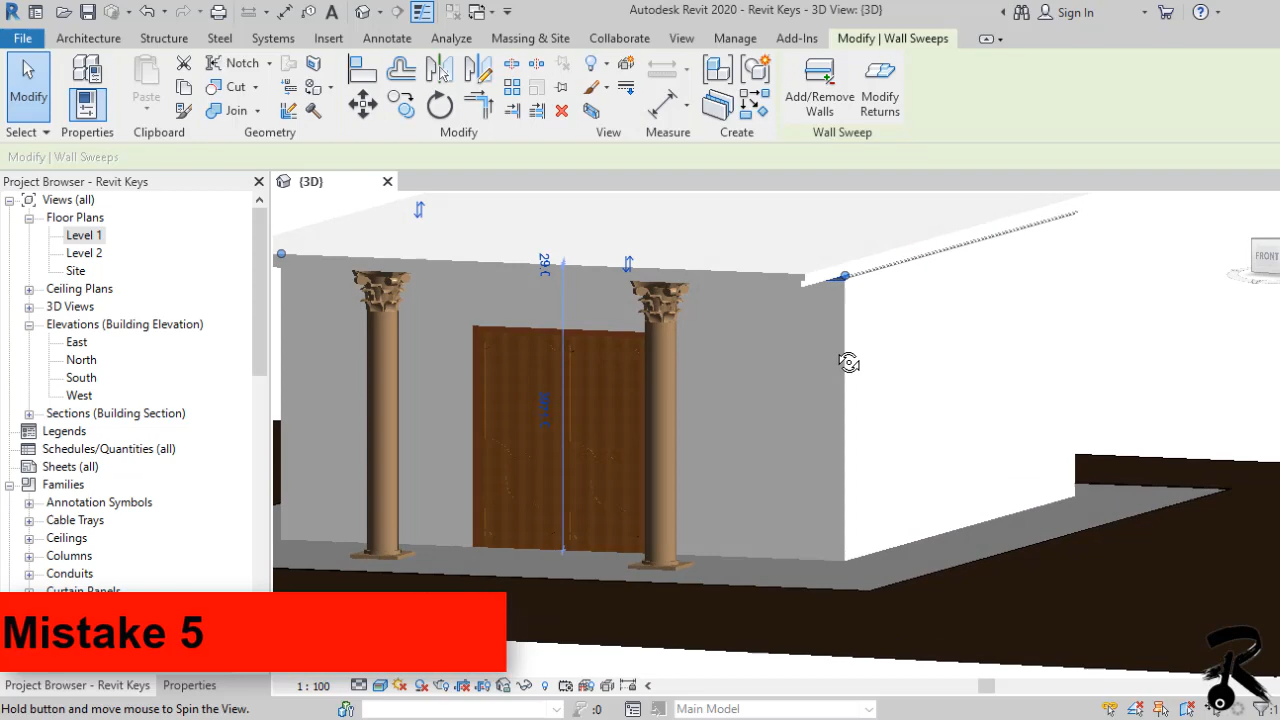 Autodesk Revit 2020 - Revit Keys - 3D View: {3D}
Sign In
File Architecture Structure Steel Systems Insert Annotate Analyze Massing & Site Collaborate View Manage Add-Ins Modify | Wall Sweeps
Modify
Paste
Notch
Cut
Join
Add/Remove Walls
Modify Returns
Select Properties Clipboard Geometry Modify View Measure Create Wall Sweep
Modify | Wall Sweeps
Project Browser - Revit Keys
{3D}
Views (all)
Floor Plans
Level 1
Level 2
Site
Ceiling Plans
3D Views
Elevations (Building Elevation)
East
North
South
West
Sections (Building Section)
Legends
Schedules/Quantities (all)
Sheets (all)
Families
Annotation Symbols
Cable Trays
Ceilings
Columns
Conduits
Curtain Panels
FRONT
Mistake 5
Project Browser - Revit Keys Properties
1 : 100
Hold button and move mouse to Spin the View.
:0
Main Model